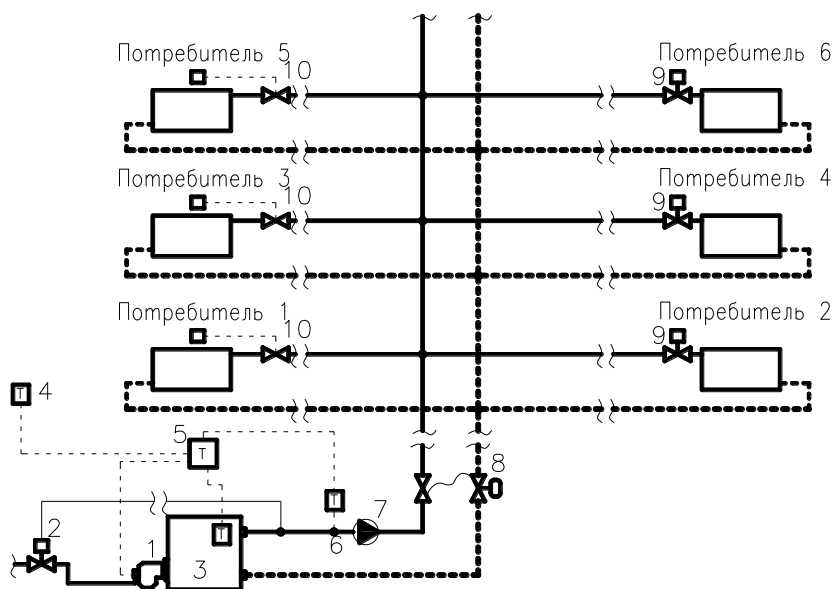 Потребитель 5
Потребитель 6
10
9
Потребитель 3
Потребитель 4
10
9
Потребитель 1
Потребитель 2
10
9
Т 4
5
Т
8
Т
7
2
Т
6
1
3